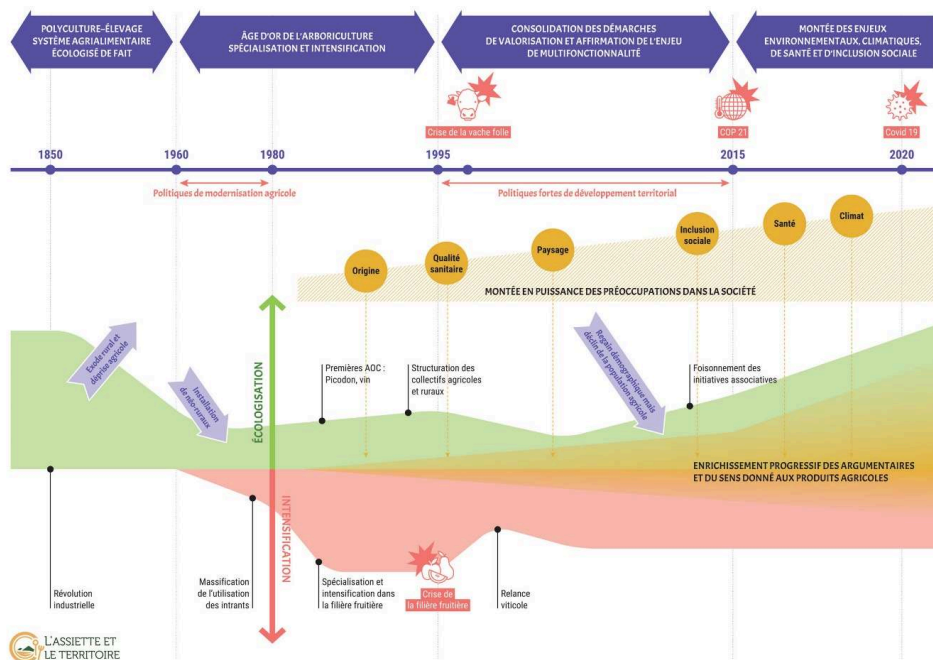 POLYCULTURE-ÉLEVAGE
SYSTÈME AGRIALIMENTAIRE
ÉCOLOGISÉ DE FAIT
ÂGE D'OR DE L'ARBORICULTURE
SPÉCIALISATION ET INTENSIFICATION
CONSOLIDATION DES DÉMARCHES
DE VALORISATION ET AFFIRMATION DE L'ENJEU
DE MULTIFONCTIONNALITÉ
MONTÉE DES ENJEUX
ENVIRONNEMENTAUX, CLIMATIQUES,
DE SANTÉ ET D'INCLUSION SOCIALE
Crise de la vache folle
COP 21
Covid 19
1850
1960
1980
1995
2015
2020
Politiques de modernisation agricole
Politiques fortes de développement territorial
Origine
Qualité
sanitaire
Paysage
Inclusion
sociale
Santé
Climat
MONTÉE EN PUISSANCE DES PRÉOCCUPATIONS DANS LA SOCIÉTÉ
Exode rural et
déprise agricole
Installation
de néo-ruraux
ÉCOLOGISATION
Premières AOC :
Picodon, vin
Structuration des
collectifs agricoles
et ruraux
Regain démographique mais
déclin de la population agricole
Foisonnement des
initiatives associatives
ENRICHISSEMENT PROGRESSIF DES ARGUMENTAIRES
ET DU SENS DONNÉ AUX PRODUITS AGRICOLES
INTENSIFICATION
Révolution
industrielle
Massification
de l'utilisation
des intrants
Spécialisation et
intensification dans
la filière fruitière
Crise de
la filière fruitière
Relance
viticole
L'ASSIETTE ET
LE TERRITOIRE